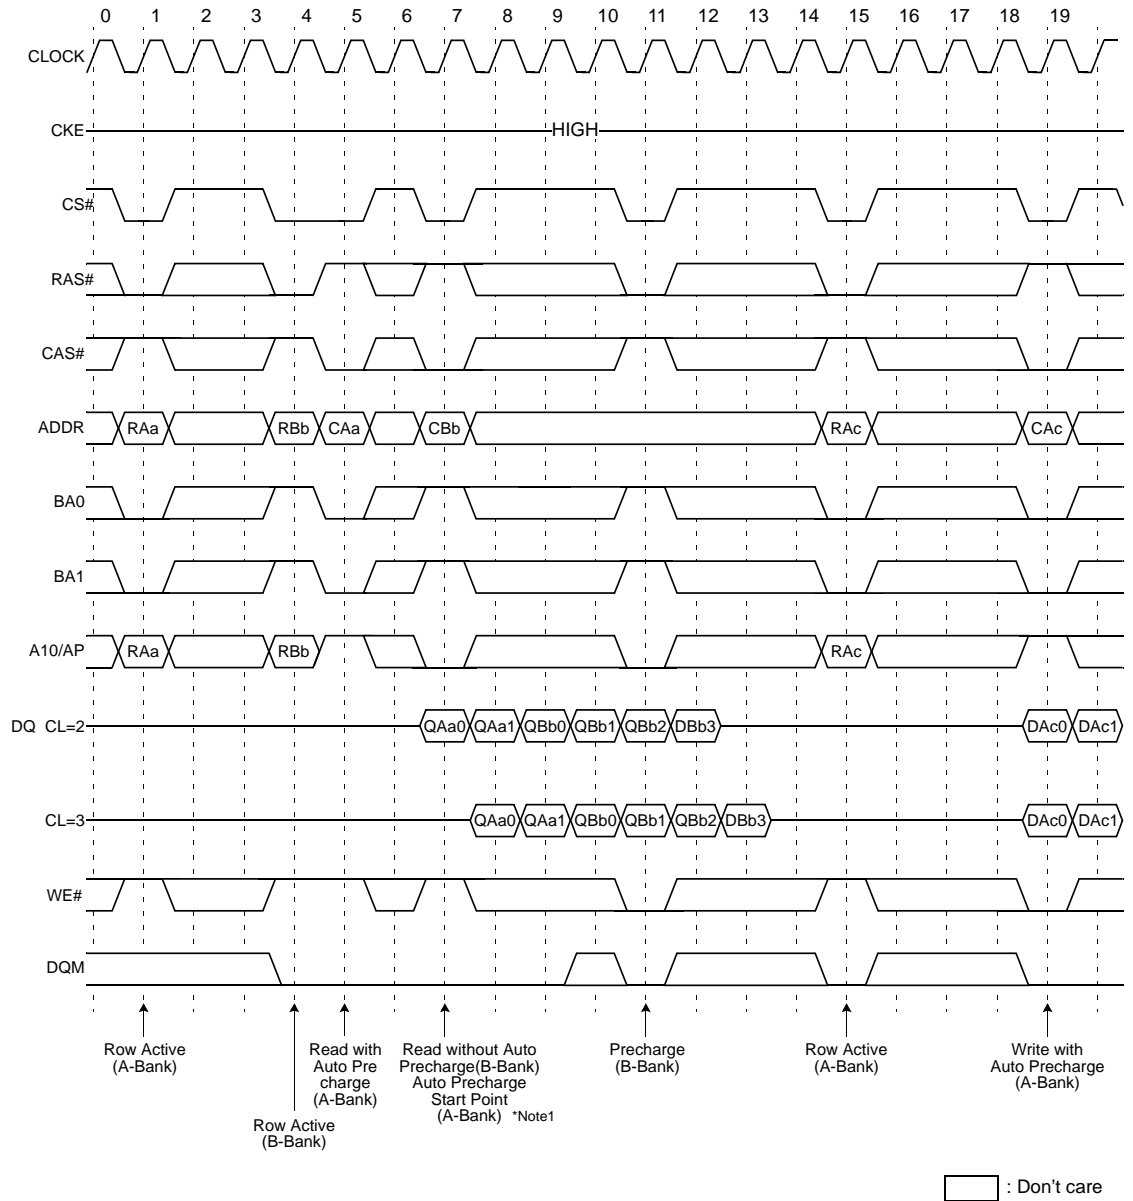 0 1 2 3 4 5 6 7 8 9 10 11 12 13 14 15 16 17 18 19
CLOCK
CKE HIGH
CS#
RAS#
CAS#
ADDR RAa RBb CAa CBb RAc CAc
BA0
BA1
A10/AP RAa RBb RAc
DQ CL=2 QAa0 QAa1 QBb0 QBb1 QBb2 DBb3 DAc0 DAc1
CL=3 QAa0 QAa1 QBb0 QBb1 QBb2 DBb3 DAc0 DAc1
WE#
DQM
Row Active
(A-Bank)
Row Active
(B-Bank)
Read with
Auto Pre
charge
(A-Bank)
Read without Auto
Precharge(B-Bank)
Auto Precharge
Start Point
(A-Bank) *Note1
Precharge
(B-Bank)
Row Active
(A-Bank)
Write with
Auto Precharge
(A-Bank)
: Don't care